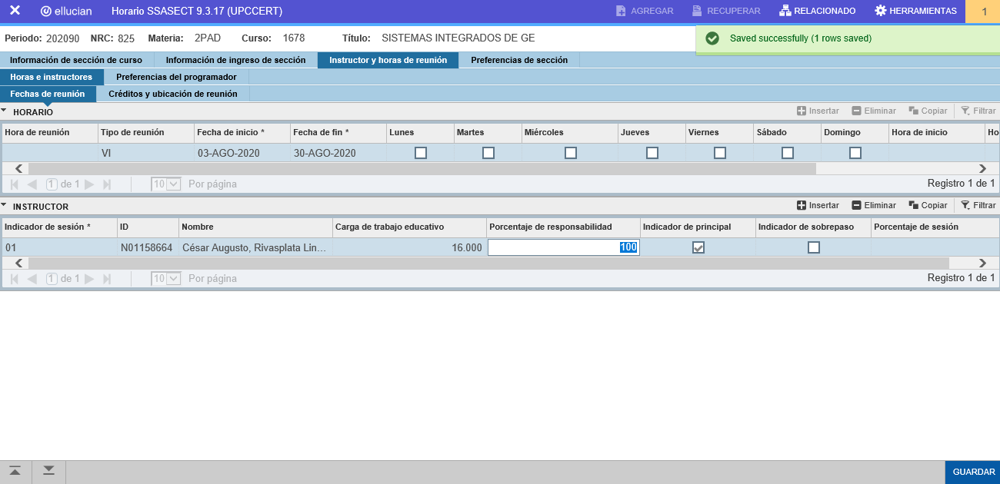 ellucian Horario SSASECT 9.3.17 (UPCCERT) AGREGAR RECUPERAR RELACIONADO HERRAMIENTAS 1
Periodo: 202090 NRC: 825 Materia: 2PAD Curso: 1678 Título: SISTEMAS INTEGRADOS DE GE Saved successfully (1 rows saved)
Información de sección de curso Información de ingreso de sección Instructor y horas de reunión Preferencias de sección
Horas e instructores Preferencias del programador
Fechas de reunión Créditos y ubicación de reunión
HORARIO Insertar Eliminar Copiar Filtrar
Hora de reunión Tipo de reunión Fecha de inicio * Fecha de fin * Lunes Martes Miércoles Jueves Viernes Sábado Domingo Hora de inicio Ho
VI 03-AGO-2020 30-AGO-2020
1 de 1 10 Por página Registro 1 de 1
INSTRUCTOR Insertar Eliminar Copiar Filtrar
Indicador de sesión * ID Nombre Carga de trabajo educativo Porcentaje de responsabilidad Indicador de principal Indicador de sobrepaso Porcentaje de sesión
01 N01158664 César Augusto, Rivasplata Lin... 16.000 100
1 de 1 10 Por página Registro 1 de 1
GUARDAR